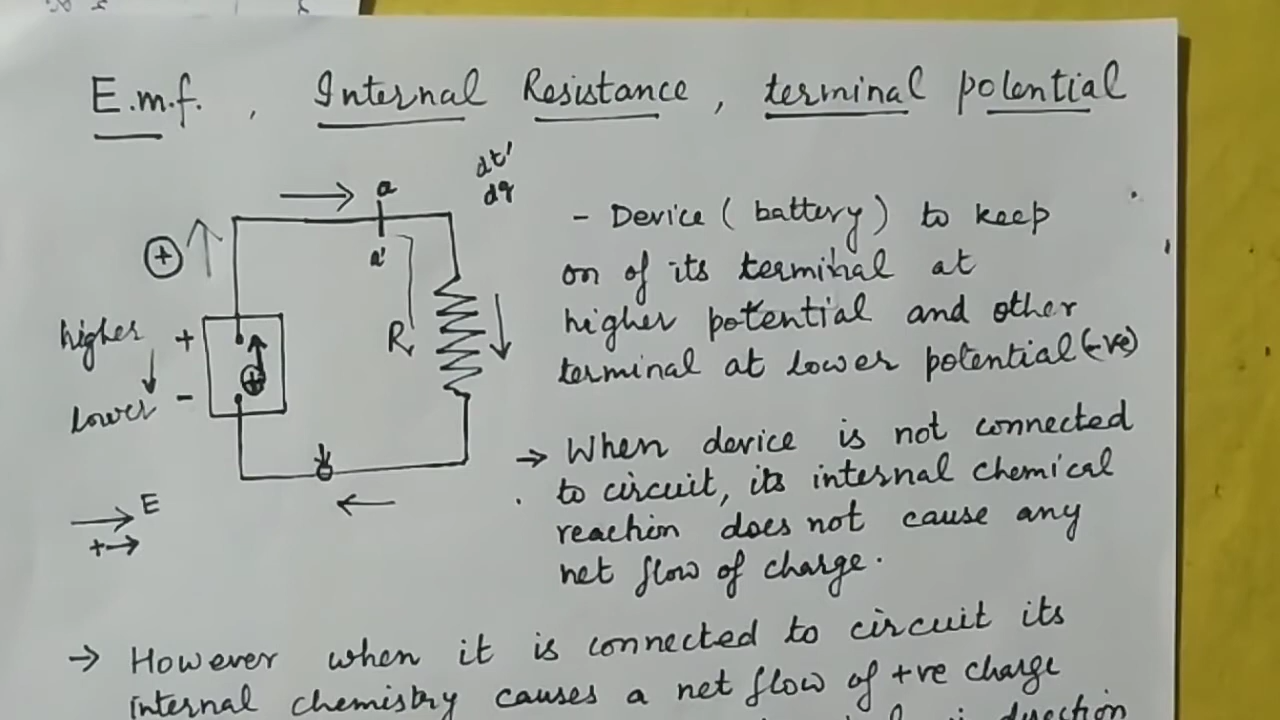 E.m.f. , Internal Resistance , terminal potential
dt'
dq
a
a'
R
+
higher
+
+
-
Lower
E
+→
- Device ( battery ) to keep
on of its terminal at
higher potential and other
terminal at lower potential (-ve)
→ When device is not connected
to circuit, its internal chemical
reaction does not cause any
net flow of charge.
→ However when it is connected to circuit its
internal chemistry causes a net flow of +ve charge
direction